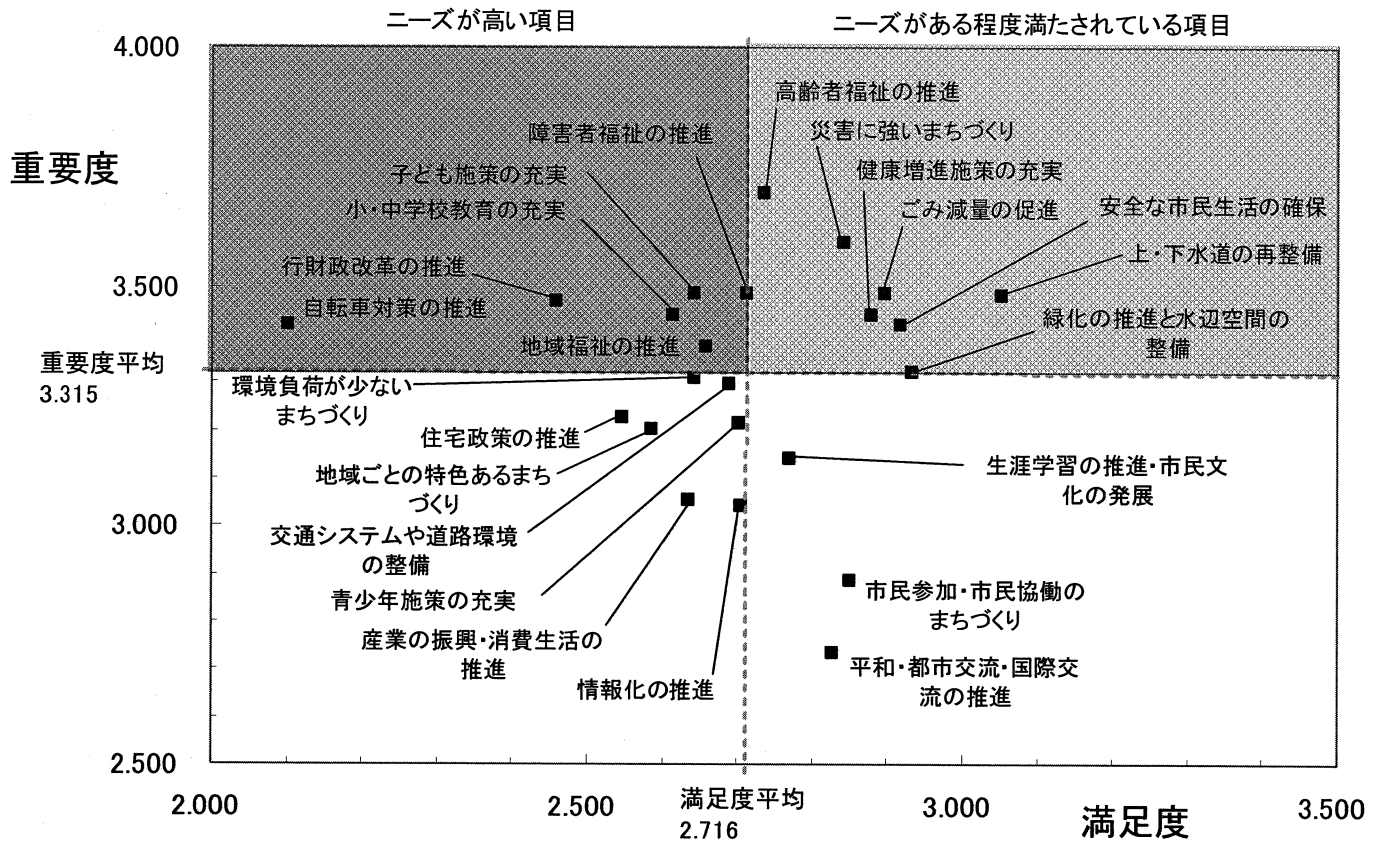 ニーズが高い項目
ニーズがある程度満たされている項目
4.000
高齢者福祉の推進
障害者福祉の推進
災害に強いまちづくり
重要度
子ども施策の充実
健康増進施策の充実
小・中学校教育の充実
ごみ減量の促進
安全な市民生活の確保
行財政改革の推進
上・下水道の再整備
3.500
自転車対策の推進
緑化の推進と水辺空間の
整備
地域福祉の推進
重要度平均
3.315
環境負荷が少ない
まちづくり
住宅政策の推進
地域ごとの特色あるまち
づくり
生涯学習の推進・市民文
化の発展
3.000
交通システムや道路環境
の整備
青少年施策の充実
市民参加・市民協働の
まちづくり
産業の振興・消費生活の
推進
情報化の推進
平和・都市交流・国際交
流の推進
2.500
2.000
2.500
満足度平均
2.716
3.000
満足度
3.500